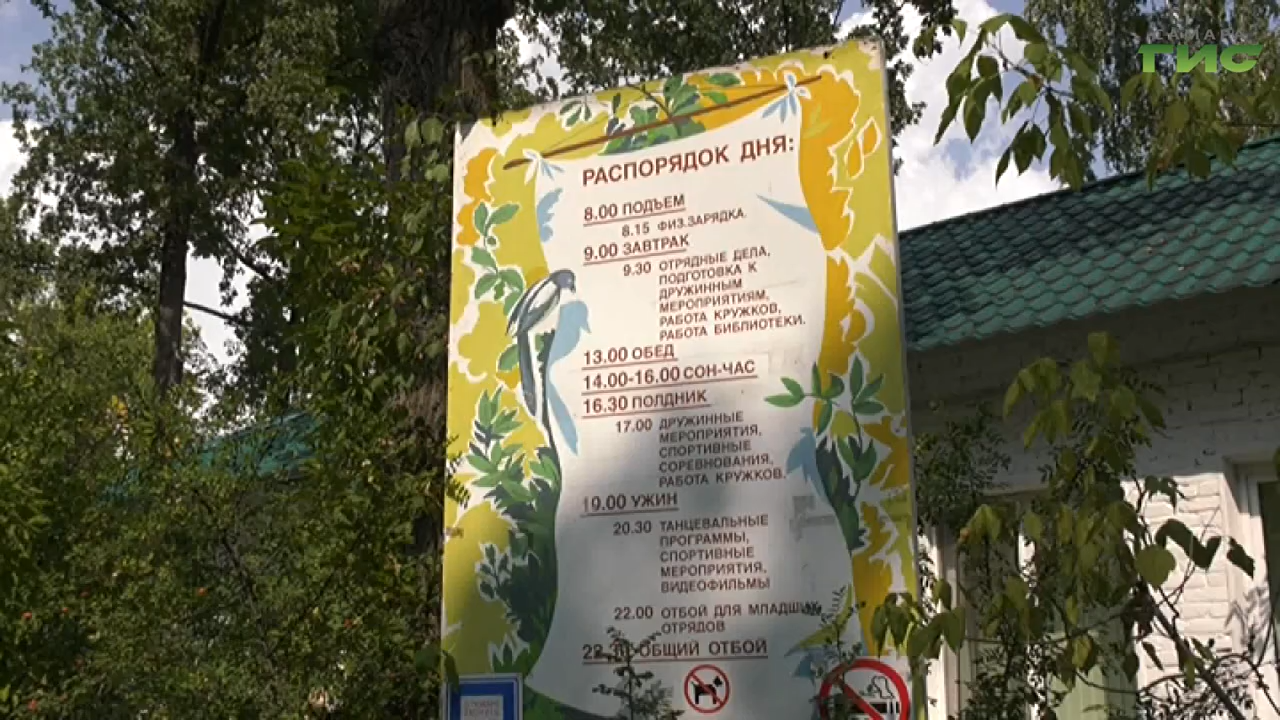 ТИС
РАСПОРЯДОК ДНЯ:
8.00 ПОДЪЕМ
8.15 ФИЗ.ЗАРЯДКА.
9.00 ЗАВТРАК
9.30 ОТРЯДНЫЕ ДЕЛА,
ПОДГОТОВКА К
ДРУЖИННЫМ
МЕРОПРИЯТИЯМ,
РАБОТА КРУЖКОВ,
РАБОТА БИБЛИОТЕКИ.
13.00 ОБЕД
14.00-16.00 СОН-ЧАС
16.30 ПОЛДНИК
17.00 ДРУЖИННЫЕ
МЕРОПРИЯТИЯ,
СПОРТИВНЫЕ
СОРЕВНОВАНИЯ,
РАБОТА КРУЖКОВ.
19.00 УЖИН
20.30 ТАНЦЕВАЛЬНЫЕ
ПРОГРАММЫ,
СПОРТИВНЫЕ
МЕРОПРИЯТИЯ,
ВИДЕОФИЛЬМЫ
22.00 ОТБОЙ ДЛЯ МЛАДШИХ
ОТРЯДОВ
22.30 ОБЩИЙ ОТБОЙ